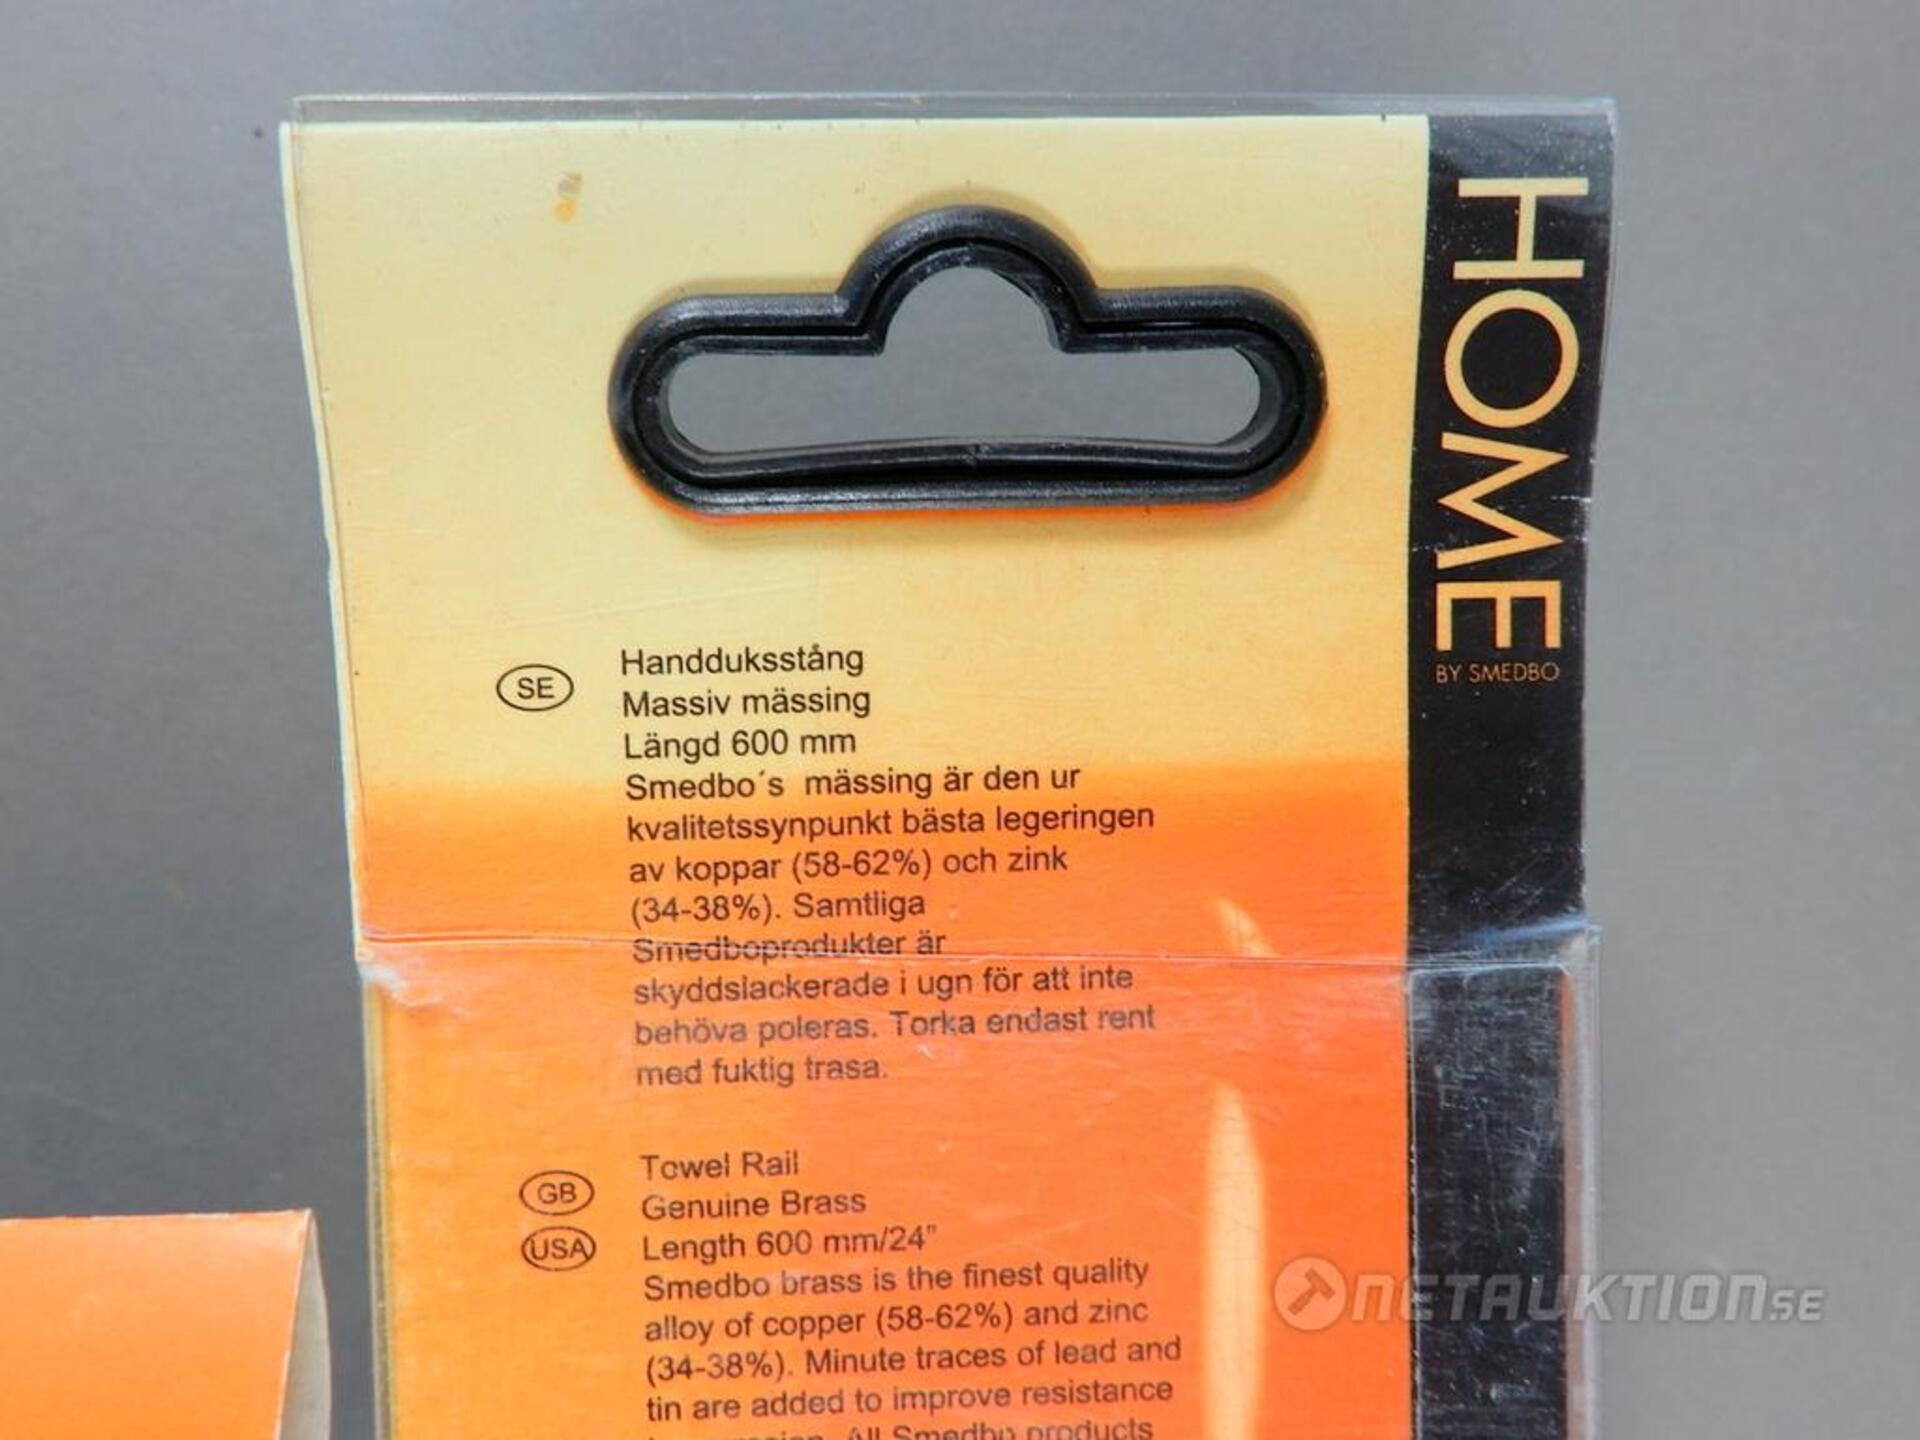 HOME
BY SMEDBO
SE
Handduksstång
Massiv mässing
Längd 600 mm
Smedbo´s mässing är den ur
kvalitetssynpunkt bästa legeringen
av koppar (58-62%) och zink
(34-38%). Samtliga
Smedboprodukter är
skyddslackerade i ugn för att inte
behöva poleras. Torka endast rent
med fuktig trasa.
GB
USA
Towel Rail
Genuine Brass
Length 600 mm/24"
Smedbo brass is the finest quality
alloy of copper (58-62%) and zinc
(34-38%). Minute traces of lead and
tin are added to improve resistance
All Smedbo products
NETAUKTION.SE